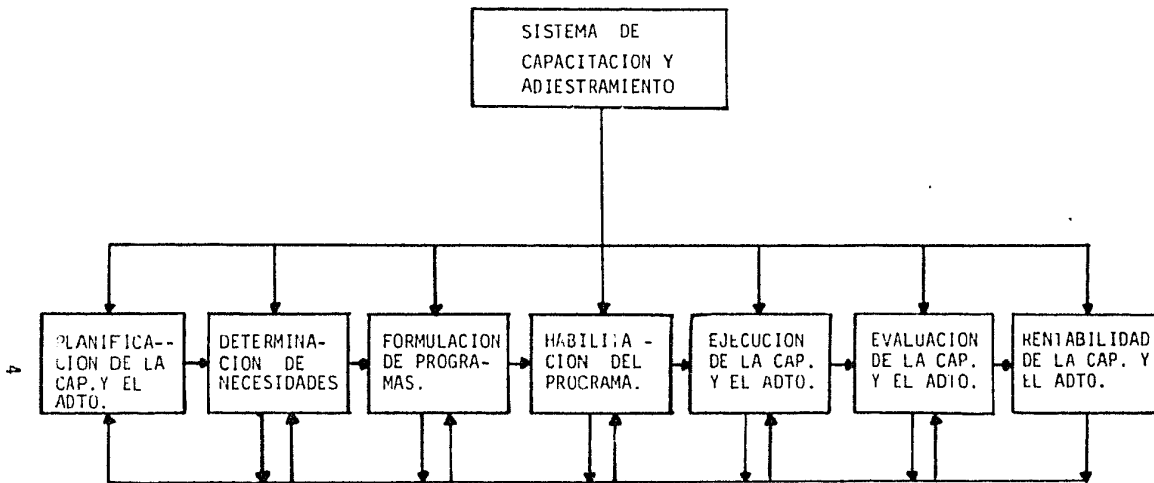 SISTEMA DE
CAPACITACION Y
ADIESTRAMIENTO
PLANIFICA--
CION DE LA
CAP. Y EL
ADTO.
DETERMINA-
CION DE
NECESIDADES
FORMULACION
DE PROGRA-
MAS.
HABILITA -
CION DEL
PROGRAMA.
EJECUCION
DE LA CAP.
Y EL ADTO.
EVALUACION
DE LA CAP.
Y EL ADTO.
RENTABILIDAD
DE LA CAP. Y
EL ADTO.
4